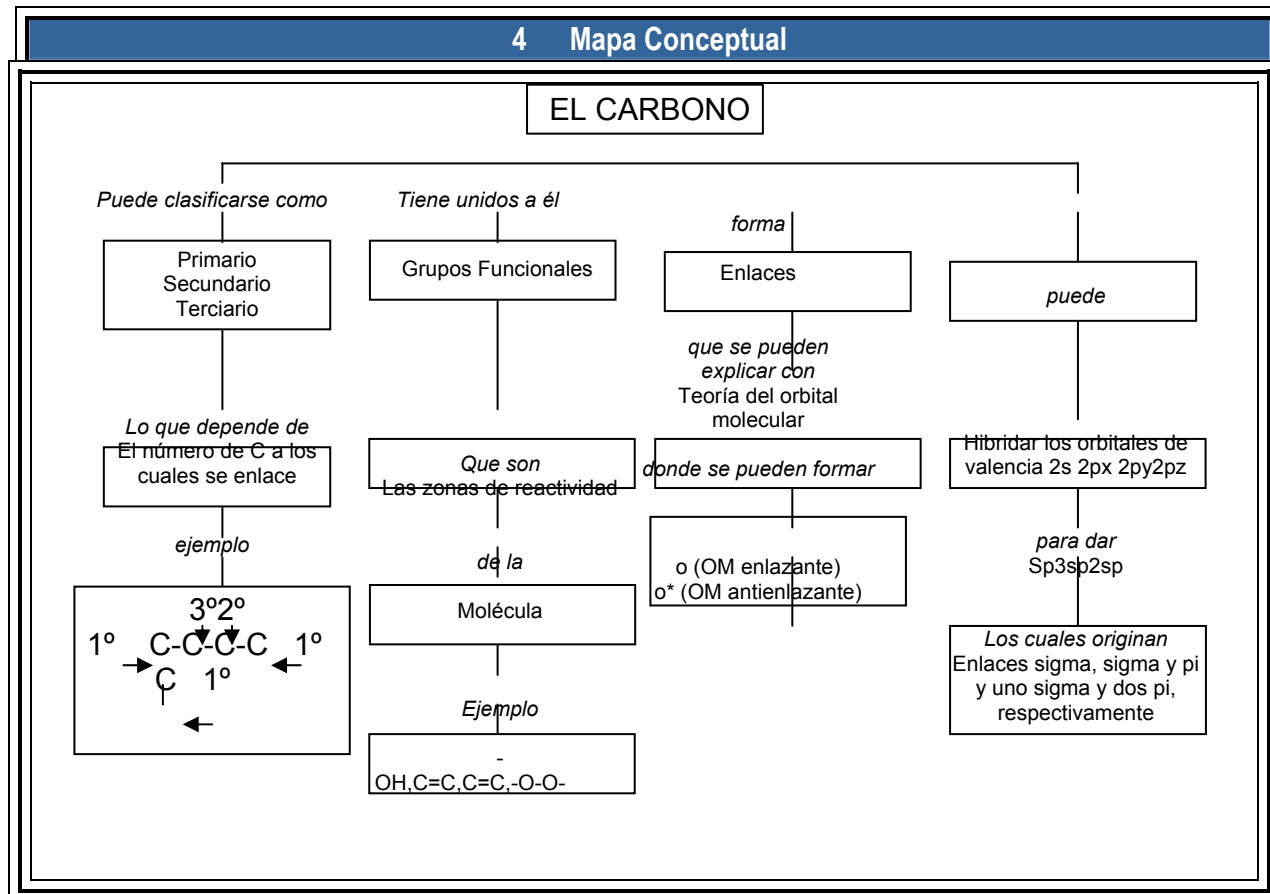 4 Mapa Conceptual
EL CARBONO
Puede clasificarse como
Primario
Secundario
Terciario
Lo que depende de
El número de C a los
cuales se enlace
ejemplo
3º2º
1º C-C-C-C 1º
C 1º
Tiene unidos a él
Grupos Funcionales
Que son
Las zonas de reactividad
de la
Molécula
Ejemplo
-
OH,C=C,C=C,-O-O-
forma
Enlaces
que se pueden
explicar con
Teoría del orbital
molecular
donde se pueden formar
o (OM enlazante)
o* (OM antienlazante)
puede
Hibridar los orbitales de
valencia 2s 2px 2py2pz
para dar
Sp3sp2sp
Los cuales originan
Enlaces sigma, sigma y pi
y uno sigma y dos pi,
respectivamente